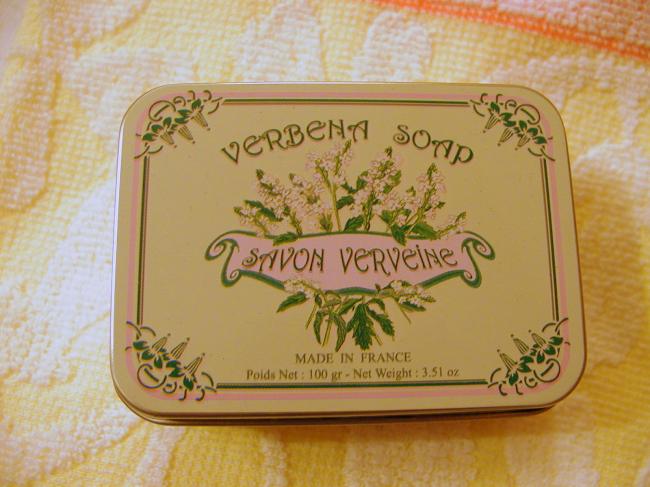 VERBENA SOAP
SAVON VERVEINE
MADE IN FRANCE
Poids Net : 100 gr - Net Weight : 3.51 oz